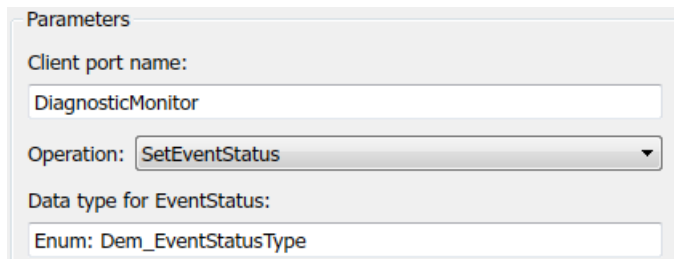 Parameters
Client port name:
DiagnosticMonitor
Operation: SetEventStatus
Data type for EventStatus:
Enum: Dem_EventStatusType